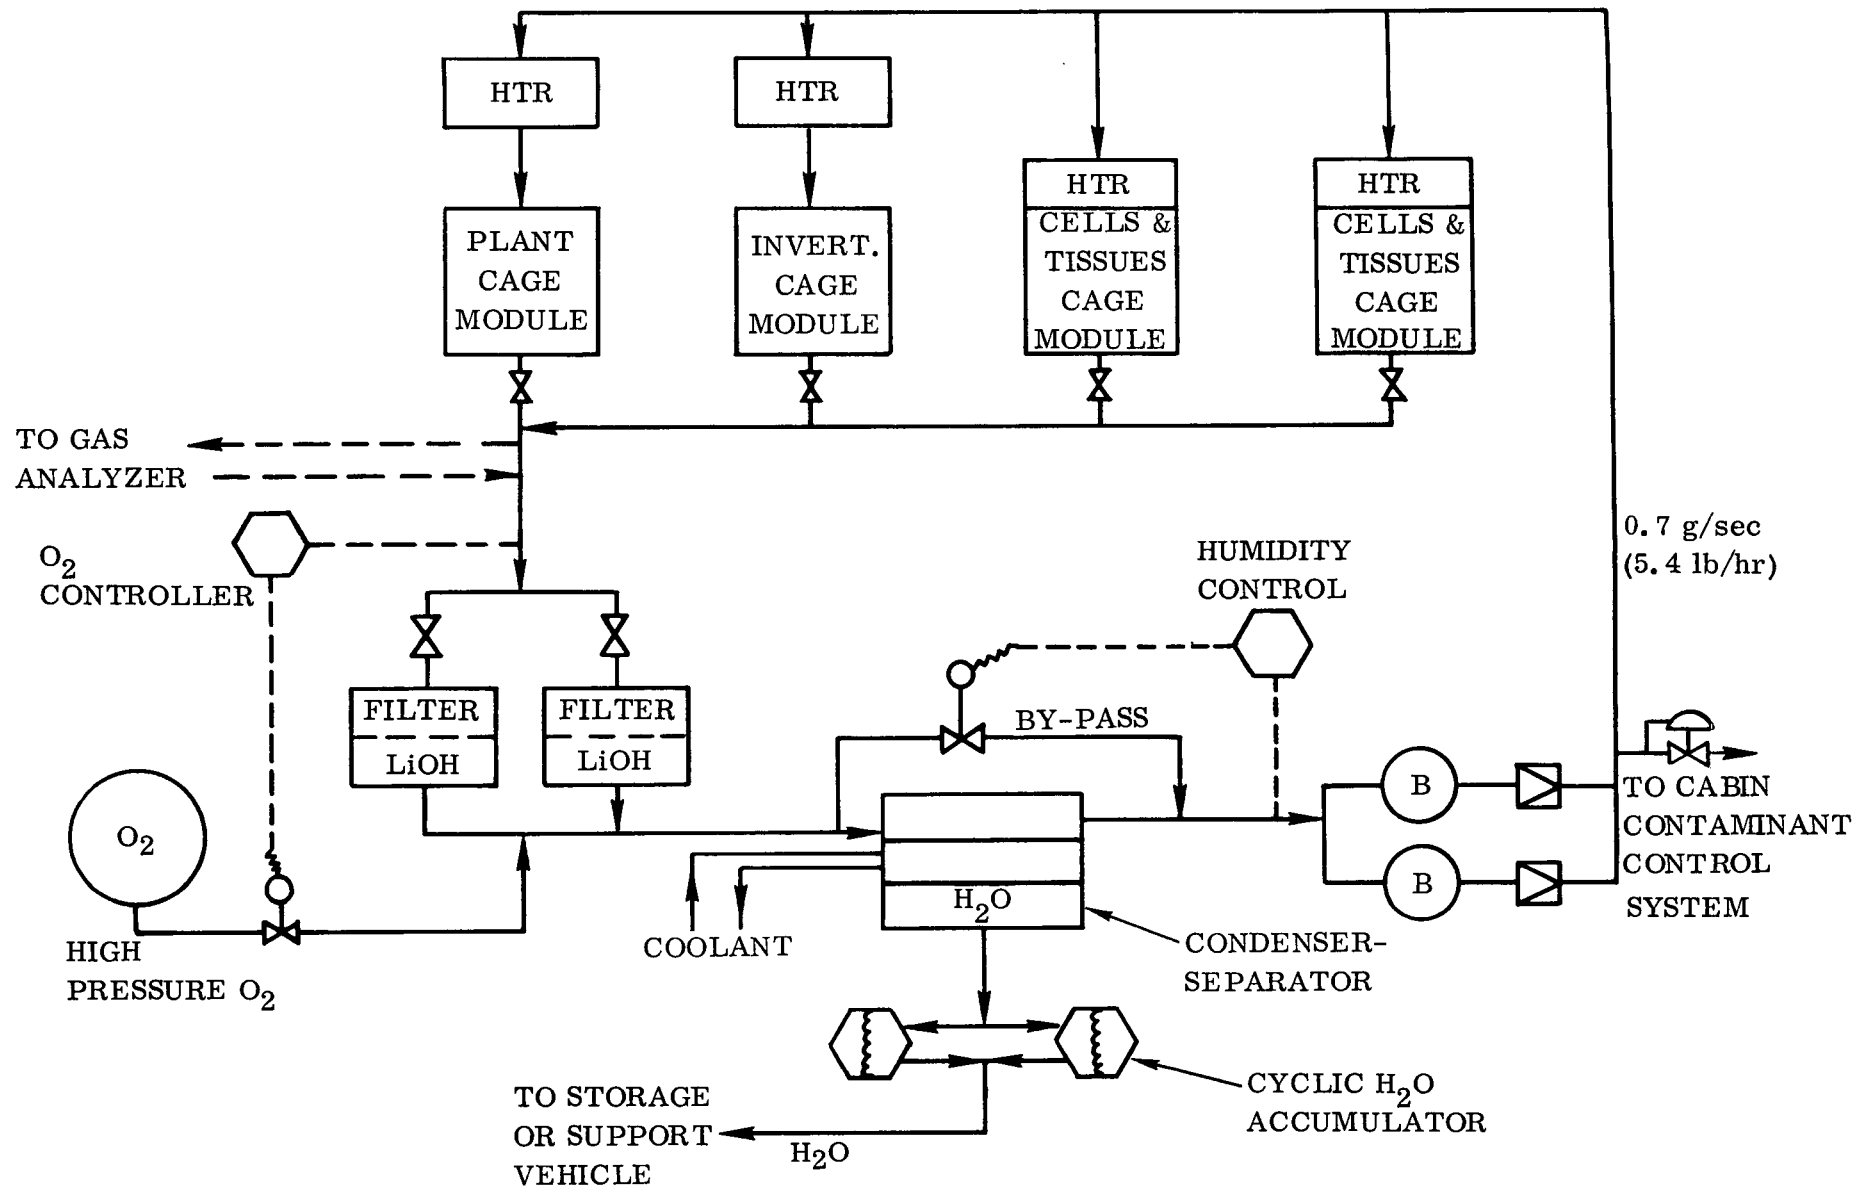 HTR
HTR
HTR
HTR
PLANT
CAGE
MODULE
INVERT.
CAGE
MODULE
CELLS &
TISSUES
CAGE
MODULE
CELLS &
TISSUES
CAGE
MODULE
TO GAS
ANALYZER
O2
CONTROLLER
0.7 g/sec
(5.4 lb/hr)
HUMIDITY
CONTROL
FILTER
LiOH
FILTER
LiOH
BY-PASS
O2
HIGH
PRESSURE O2
COOLANT
H2O
B
B
TO CABIN
CONTAMINANT
CONTROL
SYSTEM
CONDENSER-
SEPARATOR
CYCLIC H2O
ACCUMULATOR
TO STORAGE
OR SUPPORT
VEHICLE
H2O